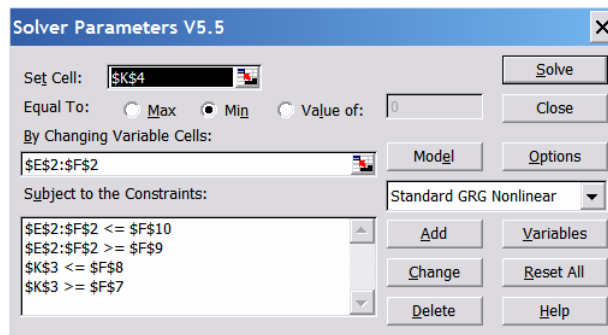 Solver Parameters V5.5
Set Cell: $K$4 Solve
Equal To: Max Min Value of: 0 Close
By Changing Variable Cells:
$E$2:$F$2 Model Options
Subject to the Constraints: Standard GRG Nonlinear
$E$2:$F$2 <= $F$10 Add Variables
$E$2:$F$2 >= $F$9
$K$3 <= $F$8 Change Reset All
$K$3 >= $F$7
Delete Help